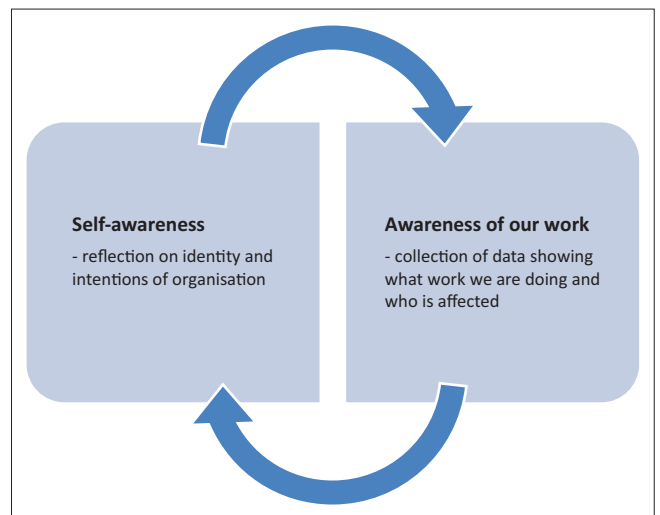 Self-awareness
- reflection on identity and
intentions of organisation
Awareness of our work
- collection of data showing
what work we are doing and
who is affected